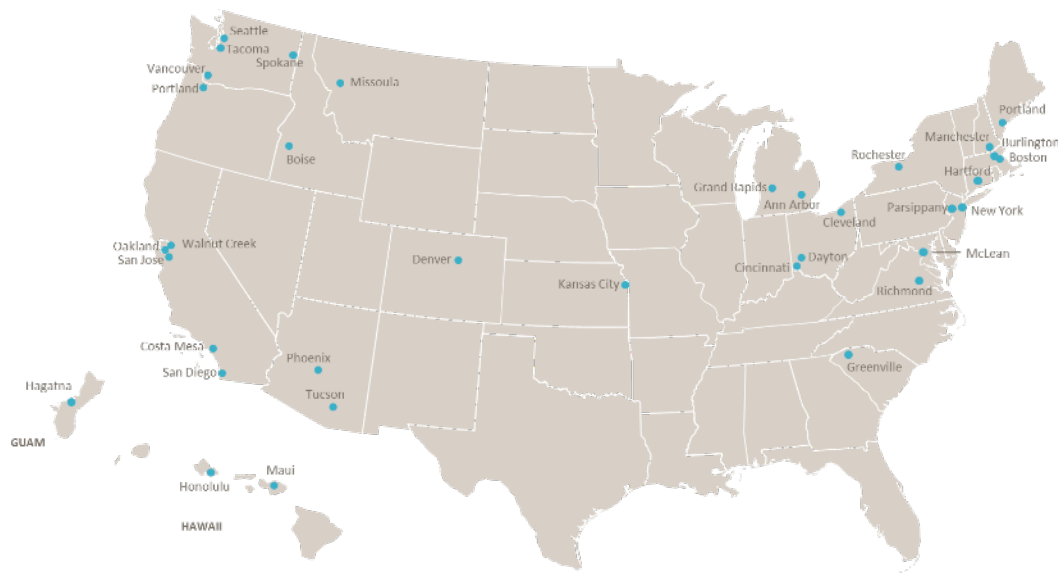 Seattle
Tacoma
Spokane
Vancouver
Portland
Missoula
Boise
Portland
Manchester
Burlington
Boston
Rochester
Hartford
Grand Rapids
Ann Arbor
Parsippany
New York
Cleveland
Oakland
Walnut Creek
San Jose
Denver
Dayton
Cincinnati
McLean
Kansas City
Richmond
Costa Mesa
San Diego
Phoenix
Tucson
Greenville
Hagatna
GUAM
Honolulu
Maui
HAWAII